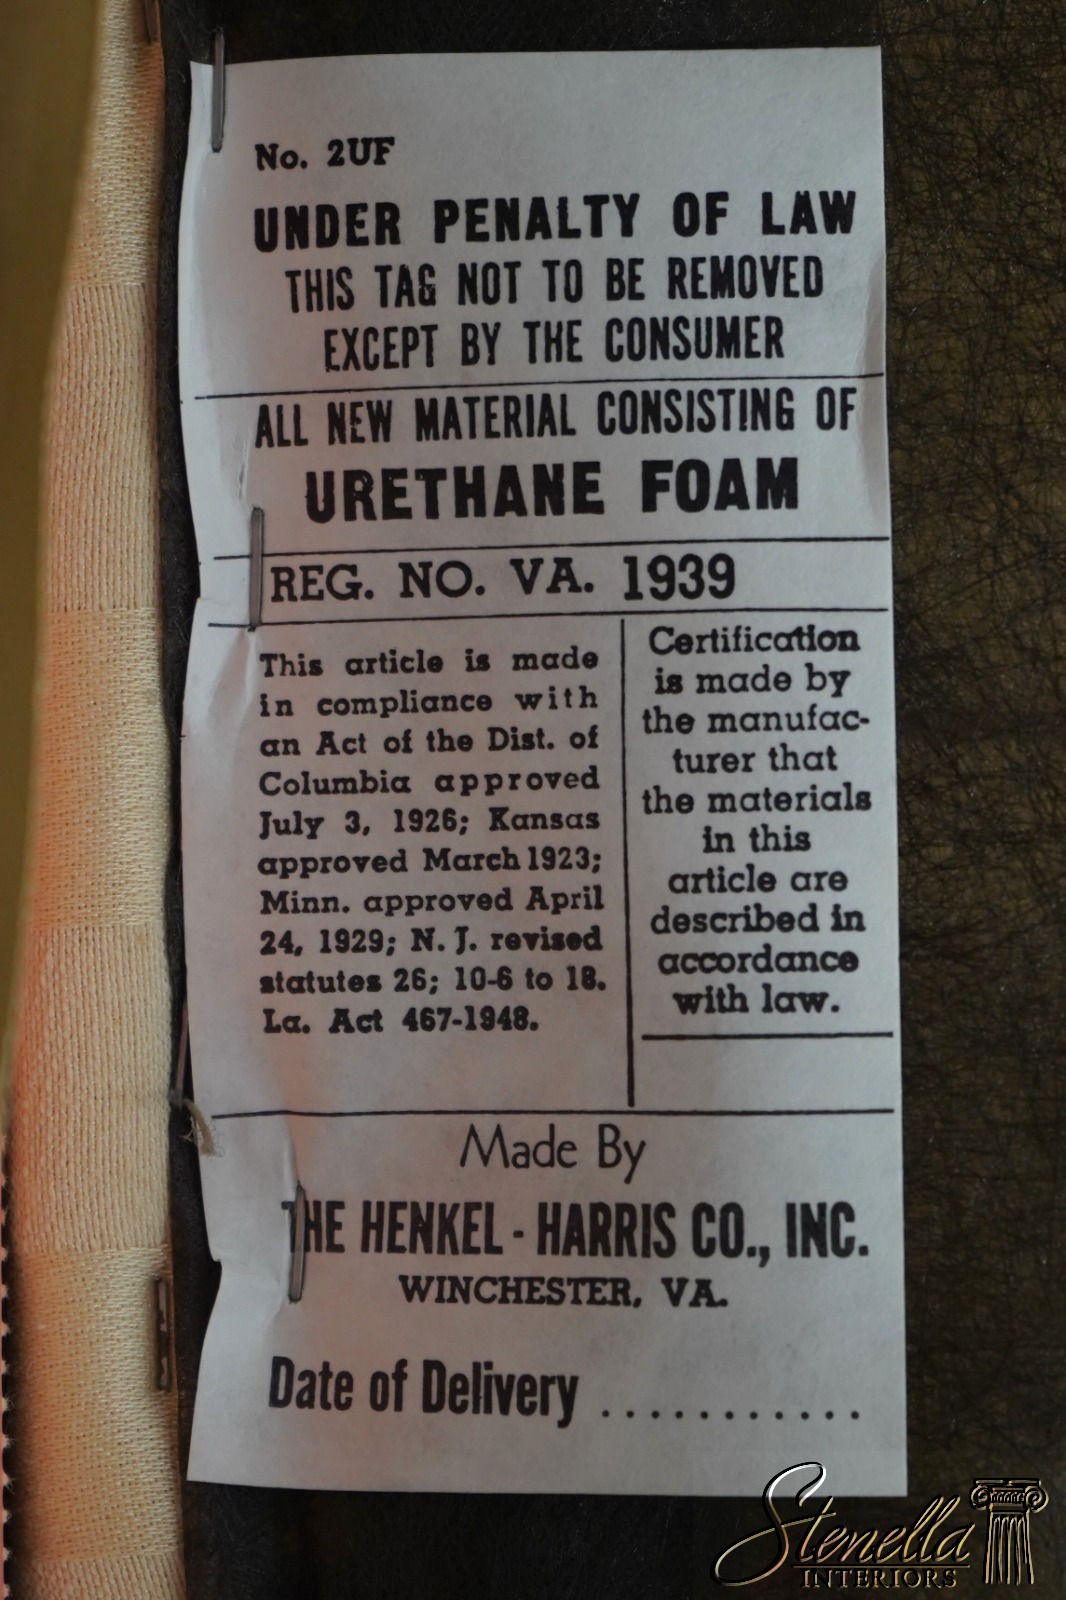 No. 2UF
UNDER PENALTY OF LAW
THIS TAG NOT TO BE REMOVED
EXCEPT BY THE CONSUMER
ALL NEW MATERIAL CONSISTING OF
URETHANE FOAM
REG. NO. VA. 1939
This article is made
in compliance with
an Act of the Dist. of
Columbia approved
July 3, 1926; Kansas
approved March 1923;
Minn. approved April
24, 1929; N. J. revised
statutes 26; 10-6 to 18.
La. Act 467-1948.
Certification
is made by
the manufac-
turer that
the materials
in this
article are
described in
accordance
with law.
Made By
THE HENKEL - HARRIS CO., INC.
WINCHESTER, VA.
Date of Delivery ...........
Stenella
INTERIORS